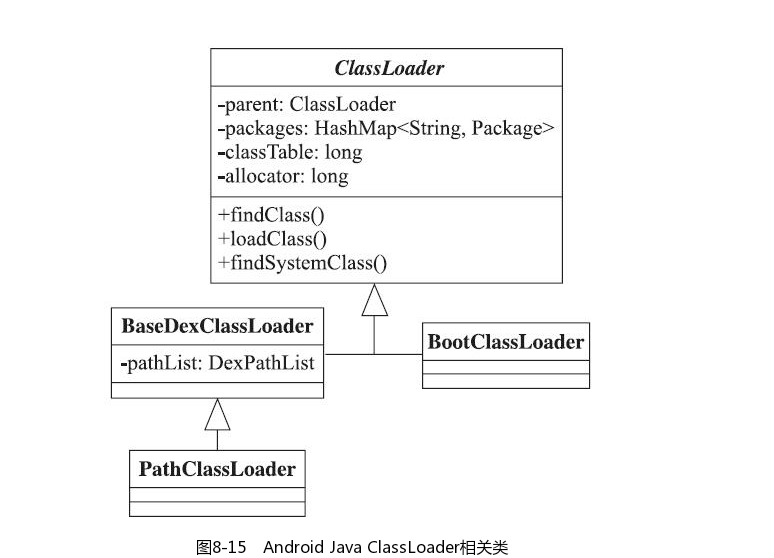 ClassLoader
-parent: ClassLoader
-packages: HashMap<String, Package>
-classTable: long
-allocator: long
+findClass()
+loadClass()
+findSystemClass()
BaseDexClassLoader
-pathList: DexPathList
BootClassLoader
PathClassLoader
图8-15 Android Java ClassLoader相关类